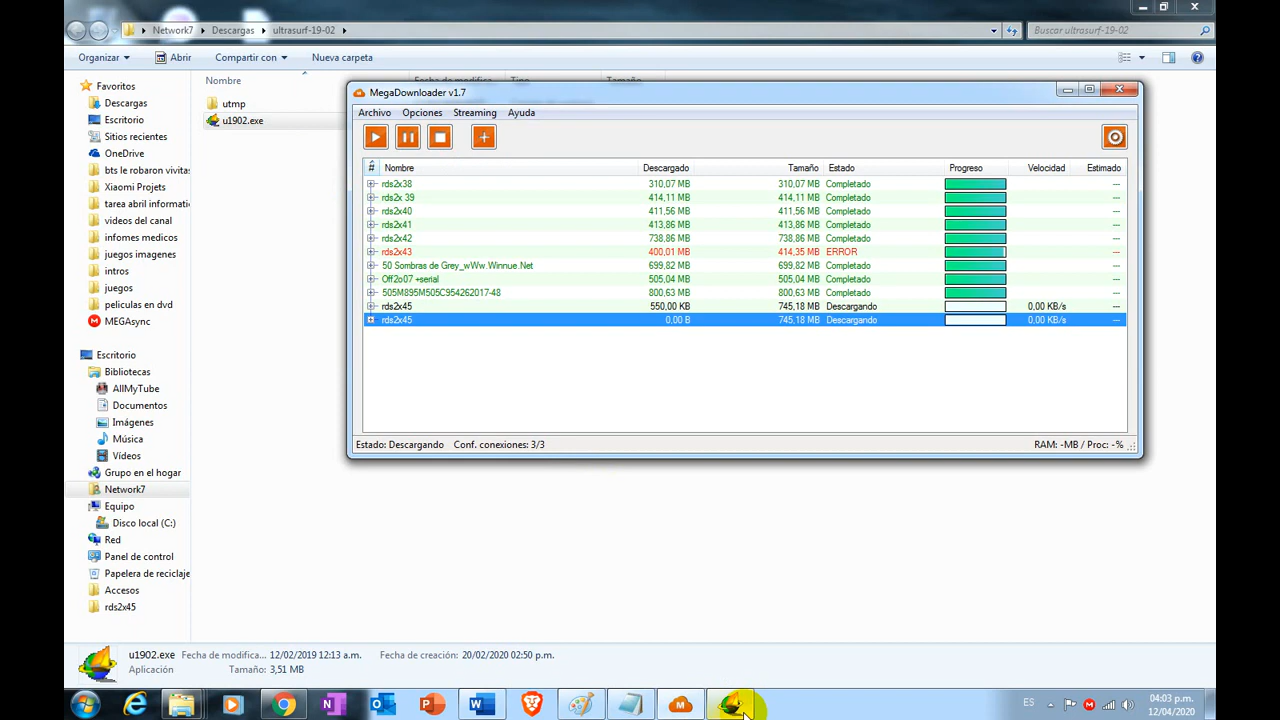 Network7 Descargas ultrasurf-19-02 Buscar ultrasurf-19-02
Organizar Abrir Compartir con Nueva carpeta
Favoritos
Descargas
Escritorio
Sitios recientes
OneDrive
bts le robaron vivitas
Xiaomi Projets
tarea abril informati
videos del canal
infomes medicos
juegos imagenes
intros
juegos
peliculas en dvd
MEGAsync
Escritorio
Bibliotecas
AllMyTube
Documentos
Imágenes
Música
Vídeos
Grupo en el hogar
Network7
Equipo
Disco local (C:)
Red
Panel de control
Papelera de reciclaje
Accesos
rds2x45
Nombre
utmp
u1902.exe
MegaDownloader v1.7
Archivo Opciones Streaming Ayuda
# Nombre Descargado Tamaño Estado Progreso Velocidad Estimado
rds2x38 310,07 MB 310,07 MB Completado ---
rds2x 39 414,11 MB 414,11 MB Completado ---
rds2x40 411,56 MB 411,56 MB Completado ---
rds2x41 413,86 MB 413,86 MB Completado ---
rds2x42 738,86 MB 738,86 MB Completado ---
rds2x43 400,01 MB 414,35 MB ERROR ---
50 Sombras de Grey_wWw.Winnue.Net 699,82 MB 699,82 MB Completado ---
Off2o07 +serial 505,04 MB 505,04 MB Completado ---
505M895M505C954262017-48 800,63 MB 800,63 MB Completado ---
rds2x45 550,00 KB 745,18 MB Descargando 0,00 KB/s ---
rds2x45 0,00 B 745,18 MB Descargando 0,00 KB/s ---
Estado: Descargando Conf. conexiones: 3/3 RAM: -MB / Proc: -%
u1902.exe Fecha de modifica... 12/02/2019 12:13 a.m. Fecha de creación: 20/02/2020 02:50 p.m.
Aplicación Tamaño: 3,51 MB
ES 04:03 p.m.
12/04/2020